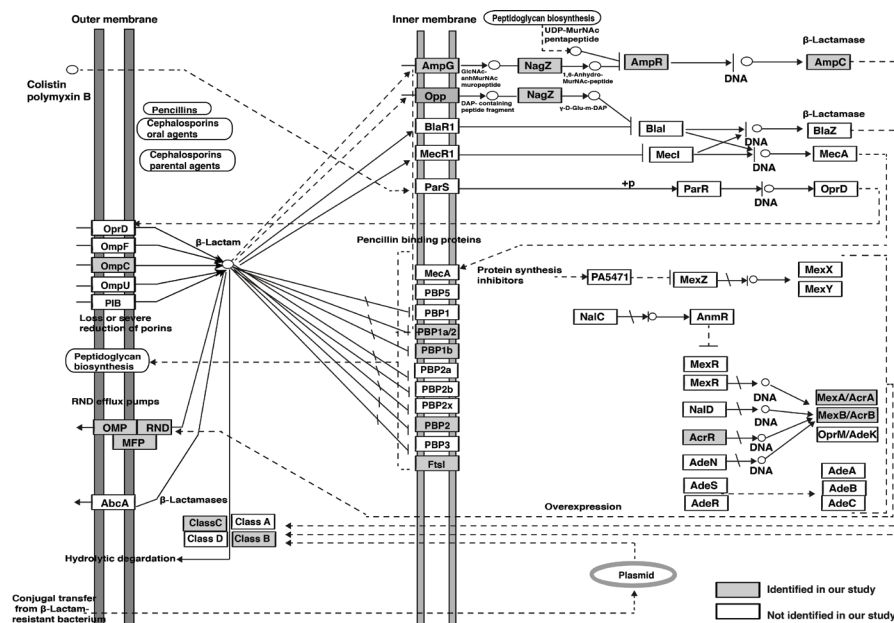 Outer membrane
Inner membrane
Peptidoglycan biosynthesis
UDP-MurNAc
pentapeptide
β-Lactamase
AmpG
GlcNAc-
anhMurNAc
muropeptide
NagZ
1,6-Anhydro-
MurNAc-peptide
AmpR
DNA
AmpC
Colistin
polymyxin B
Opp
DAP- containing
peptide fragment
NagZ
γ-D-Glu-m-DAP
Pencillins
Cephalosporins
oral agents
Cephalosporins
parental agents
β-Lactamase
BlaR1
BlaI
DNA
BlaZ
MecR1
MecI
DNA
MecA
ParS
+p
ParR
DNA
OprD
OprD
OmpF
OmpC
OmpU
PIB
β-Lactam
Loss or severe
reduction of porins
Pencillin binding proteins
MecA
PBP5
PBP1
PBP1a/2
PBP1b
PBP2a
PBP2b
PBP2x
PBP2
PBP3
FtsI
Protein synthesis
inhibitors
PA5471
MexZ
MexX
MexY
NalC
AnmR
Peptidoglycan
biosynthesis
MexR
MexR
DNA
MexA/AcrA
NalD
DNA
MexB/AcrB
AcrR
DNA
OprM/AdeK
AdeN
DNA
AdeS
AdeR
AdeA
AdeB
AdeC
RND efflux pumps
OMP
RND
MFP
AbcA
β-Lactamases
Overexpression
ClassC
Class A
Class D
Class B
Hydrolytic degardation
Plasmid
Conjugal transfer
from β-Lactam-
resistant bacterium
Identified in our study
Not identified in our study